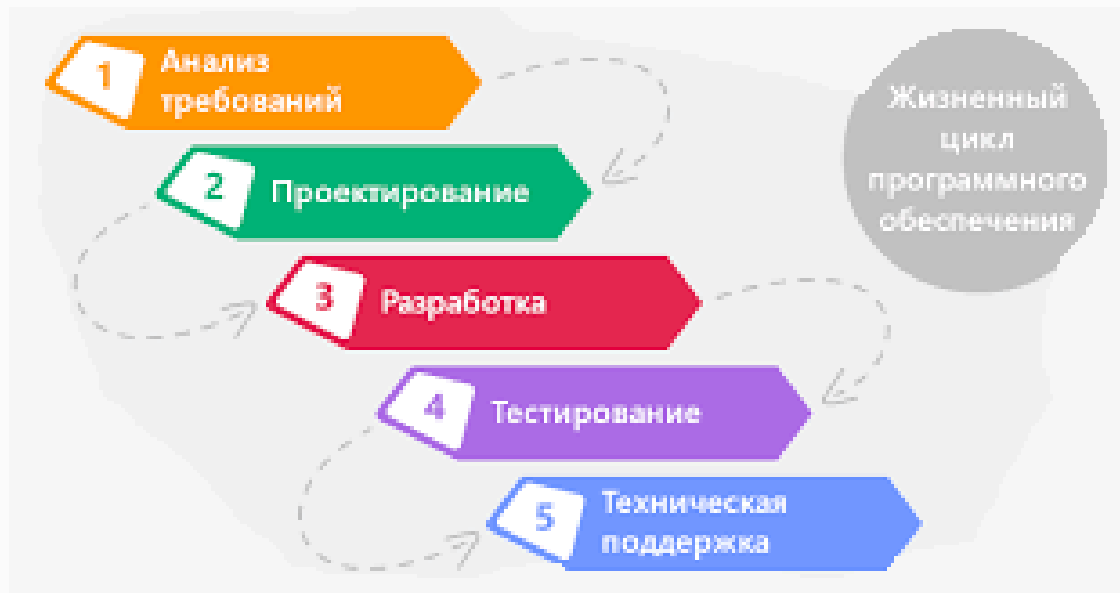 1
Анализ
требований
2
Проектирование
3
Разработка
4
Тестирование
5
Техническая
поддержка
Жизненный
цикл
программного
обеспечения